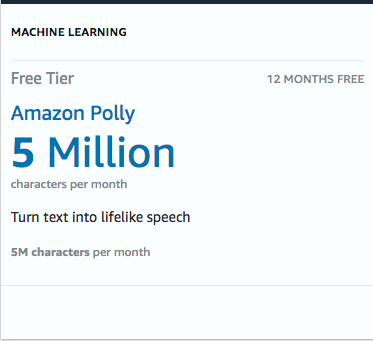 MACHINE LEARNING
Free Tier 12 MONTHS FREE
Amazon Polly
5 Million
characters per month
Turn text into lifelike speech
5M characters per month